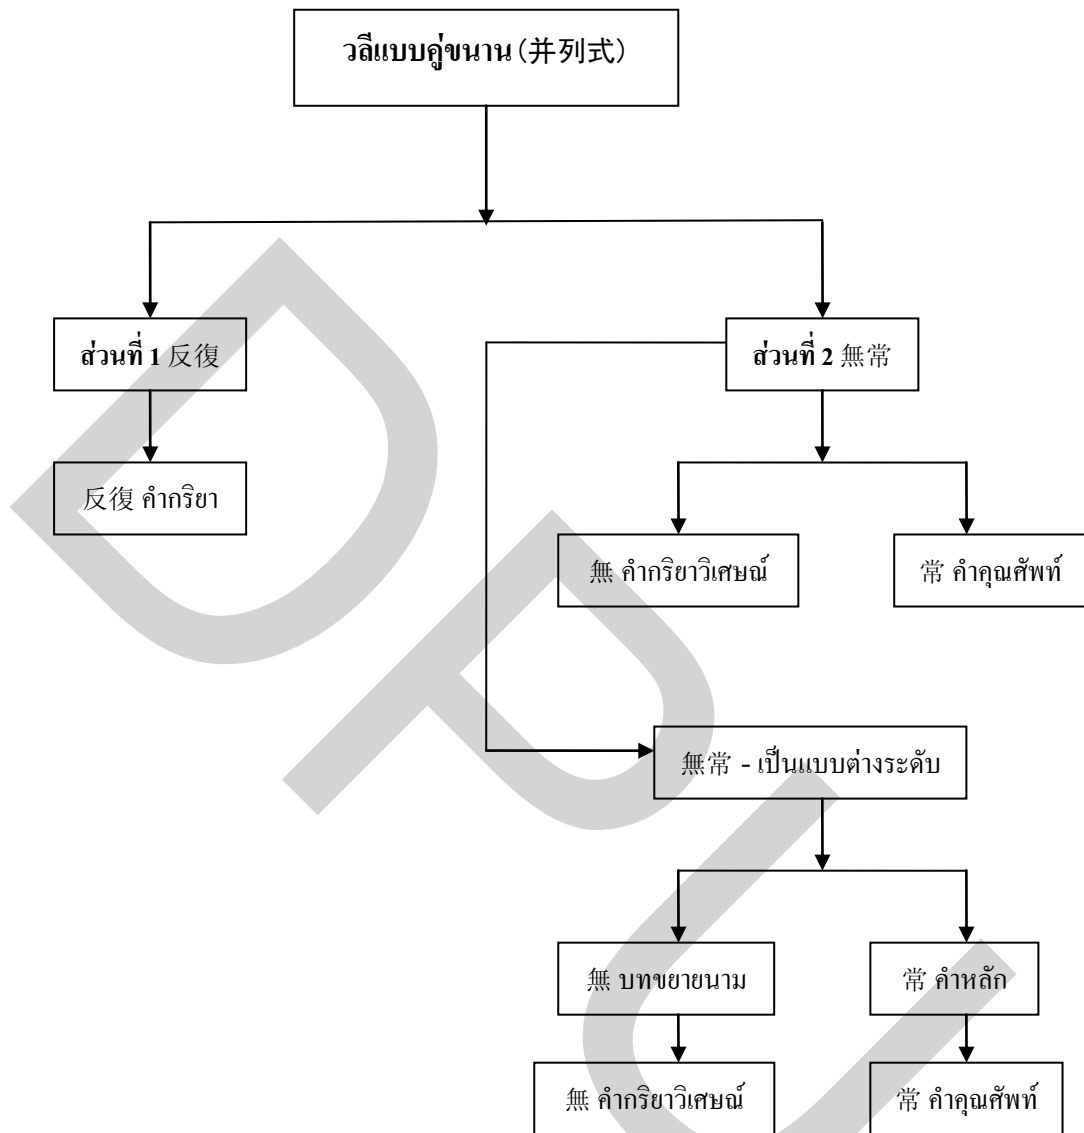 วลีแบบคู่ขนาน (并列式)
ส่วนที่ 1 反復
ส่วนที่ 2 無常
反復 คำกริยา
無 คำกริยาวิเศษณ์
常 คำคุณศัพท์
無常 - เป็นแบบต่างระดับ
無 บทขยายนาม
常 คำหลัก
無 คำกริยาวิเศษณ์
常 คำคุณศัพท์
DPU